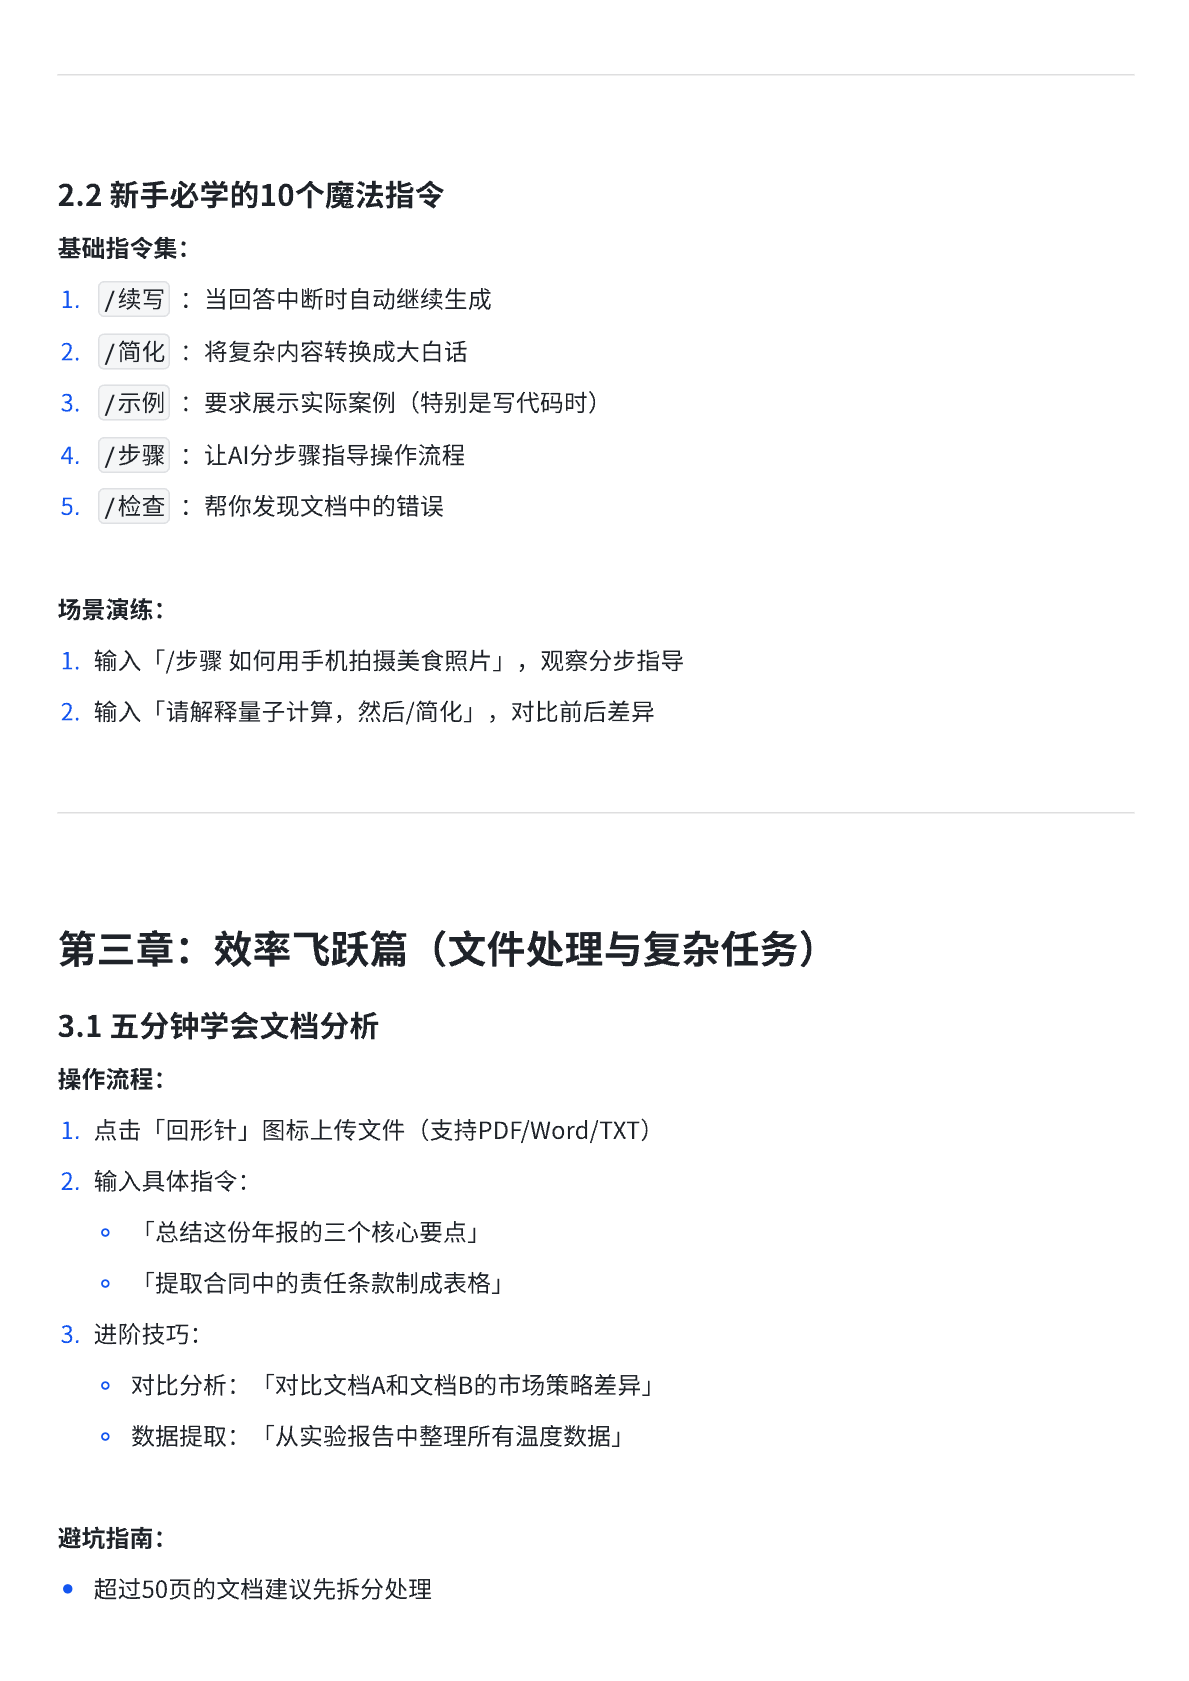 2.2 新手必学的10个魔法指令
基础指令集：
1. /续写 ：当回答中断时自动继续生成
2. /简化 ：将复杂内容转换成大白话
3. /示例 ：要求展示实际案例（特别是写代码时）
4. /步骤 ：让AI分步骤指导操作流程
5. /检查 ：帮你发现文档中的错误
场景演练：
1. 输入「/步骤 如何用手机拍摄美食照片」，观察分步指导
2. 输入「请解释量子计算，然后/简化」，对比前后差异
第三章：效率飞跃篇（文件处理与复杂任务）
3.1 五分钟学会文档分析
操作流程：
1. 点击「回形针」图标上传文件（支持PDF/Word/TXT）
2. 输入具体指令：
「总结这份年报的三个核心要点」
「提取合同中的责任条款制成表格」
3. 进阶技巧：
对比分析：「对比文档A和文档B的市场策略差异」
数据提取：「从实验报告中整理所有温度数据」
避坑指南：
超过50页的文档建议先拆分处理